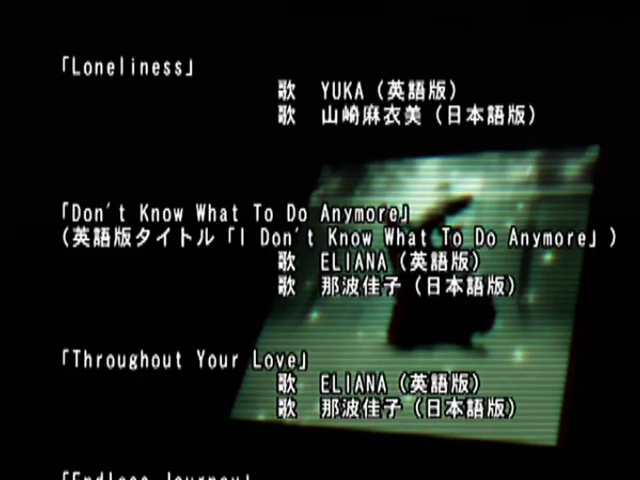 「Loneliness」
歌 YUKA (英語版)
歌 山崎麻衣美 (日本語版)
「Don't Know What To Do Anymore」
(英語版タイトル「I Don't Know What To Do Anymore」)
歌 ELIANA (英語版)
歌 那波佳子 (日本語版)
「Throughout Your Love」
歌 ELIANA (英語版)
歌 那波佳子 (日本語版)
「Endless Journey」